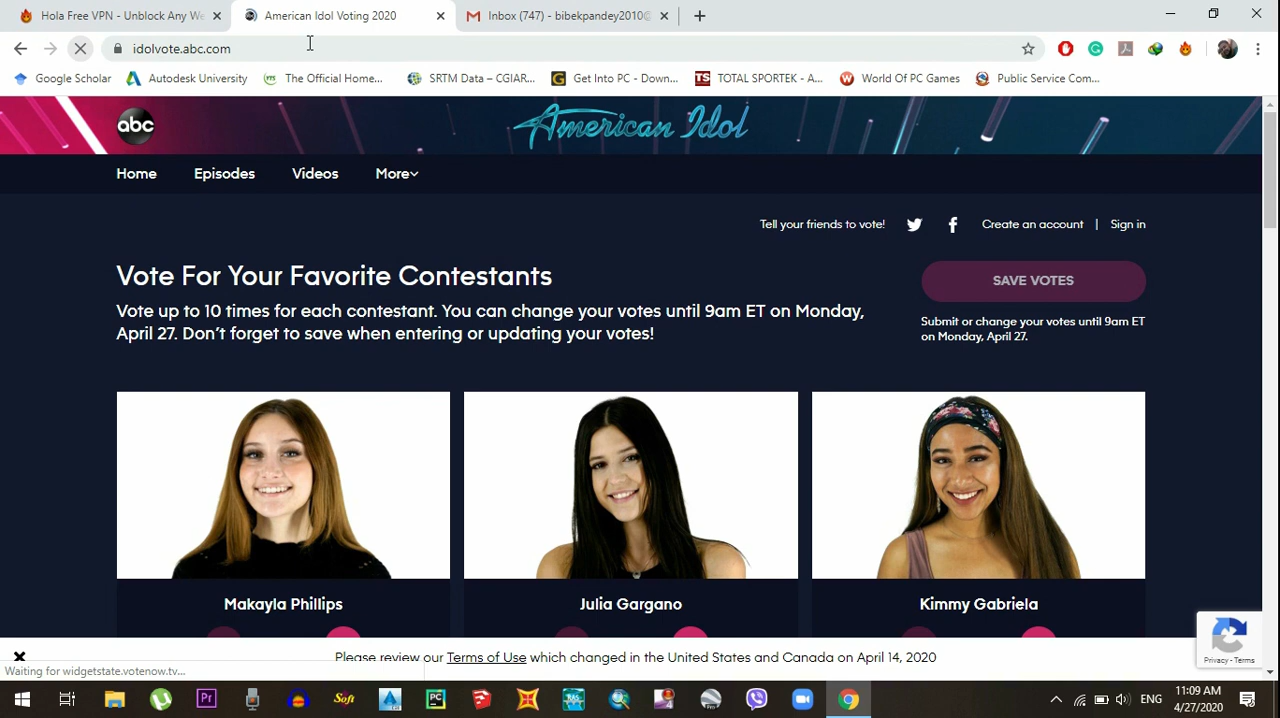 Hola Free VPN - Unblock Any We
American Idol Voting 2020
Inbox (747) - bibekpandey2010@
idolvote.abc.com
Google Scholar
Autodesk University
The Official Home...
SRTM Data – CGIAR...
Get Into PC - Down...
TOTAL SPORTEK - A...
World Of PC Games
Public Service Com...
abc
American Idol
Home
Episodes
Videos
More
Tell your friends to vote!
Create an account | Sign in
Vote For Your Favorite Contestants
SAVE VOTES
Vote up to 10 times for each contestant. You can change your votes until 9am ET on Monday,
April 27. Don't forget to save when entering or updating your votes!
Submit or change your votes until 9am ET
on Monday, April 27.
Makayla Phillips
Julia Gargano
Kimmy Gabriela
Please review our Terms of Use which changed in the United States and Canada on April 14, 2020
Privacy - Terms
Waiting for widgetstate.votenow.tv...
Pr
Soft
PC
ENG
11:09 AM
4/27/2020